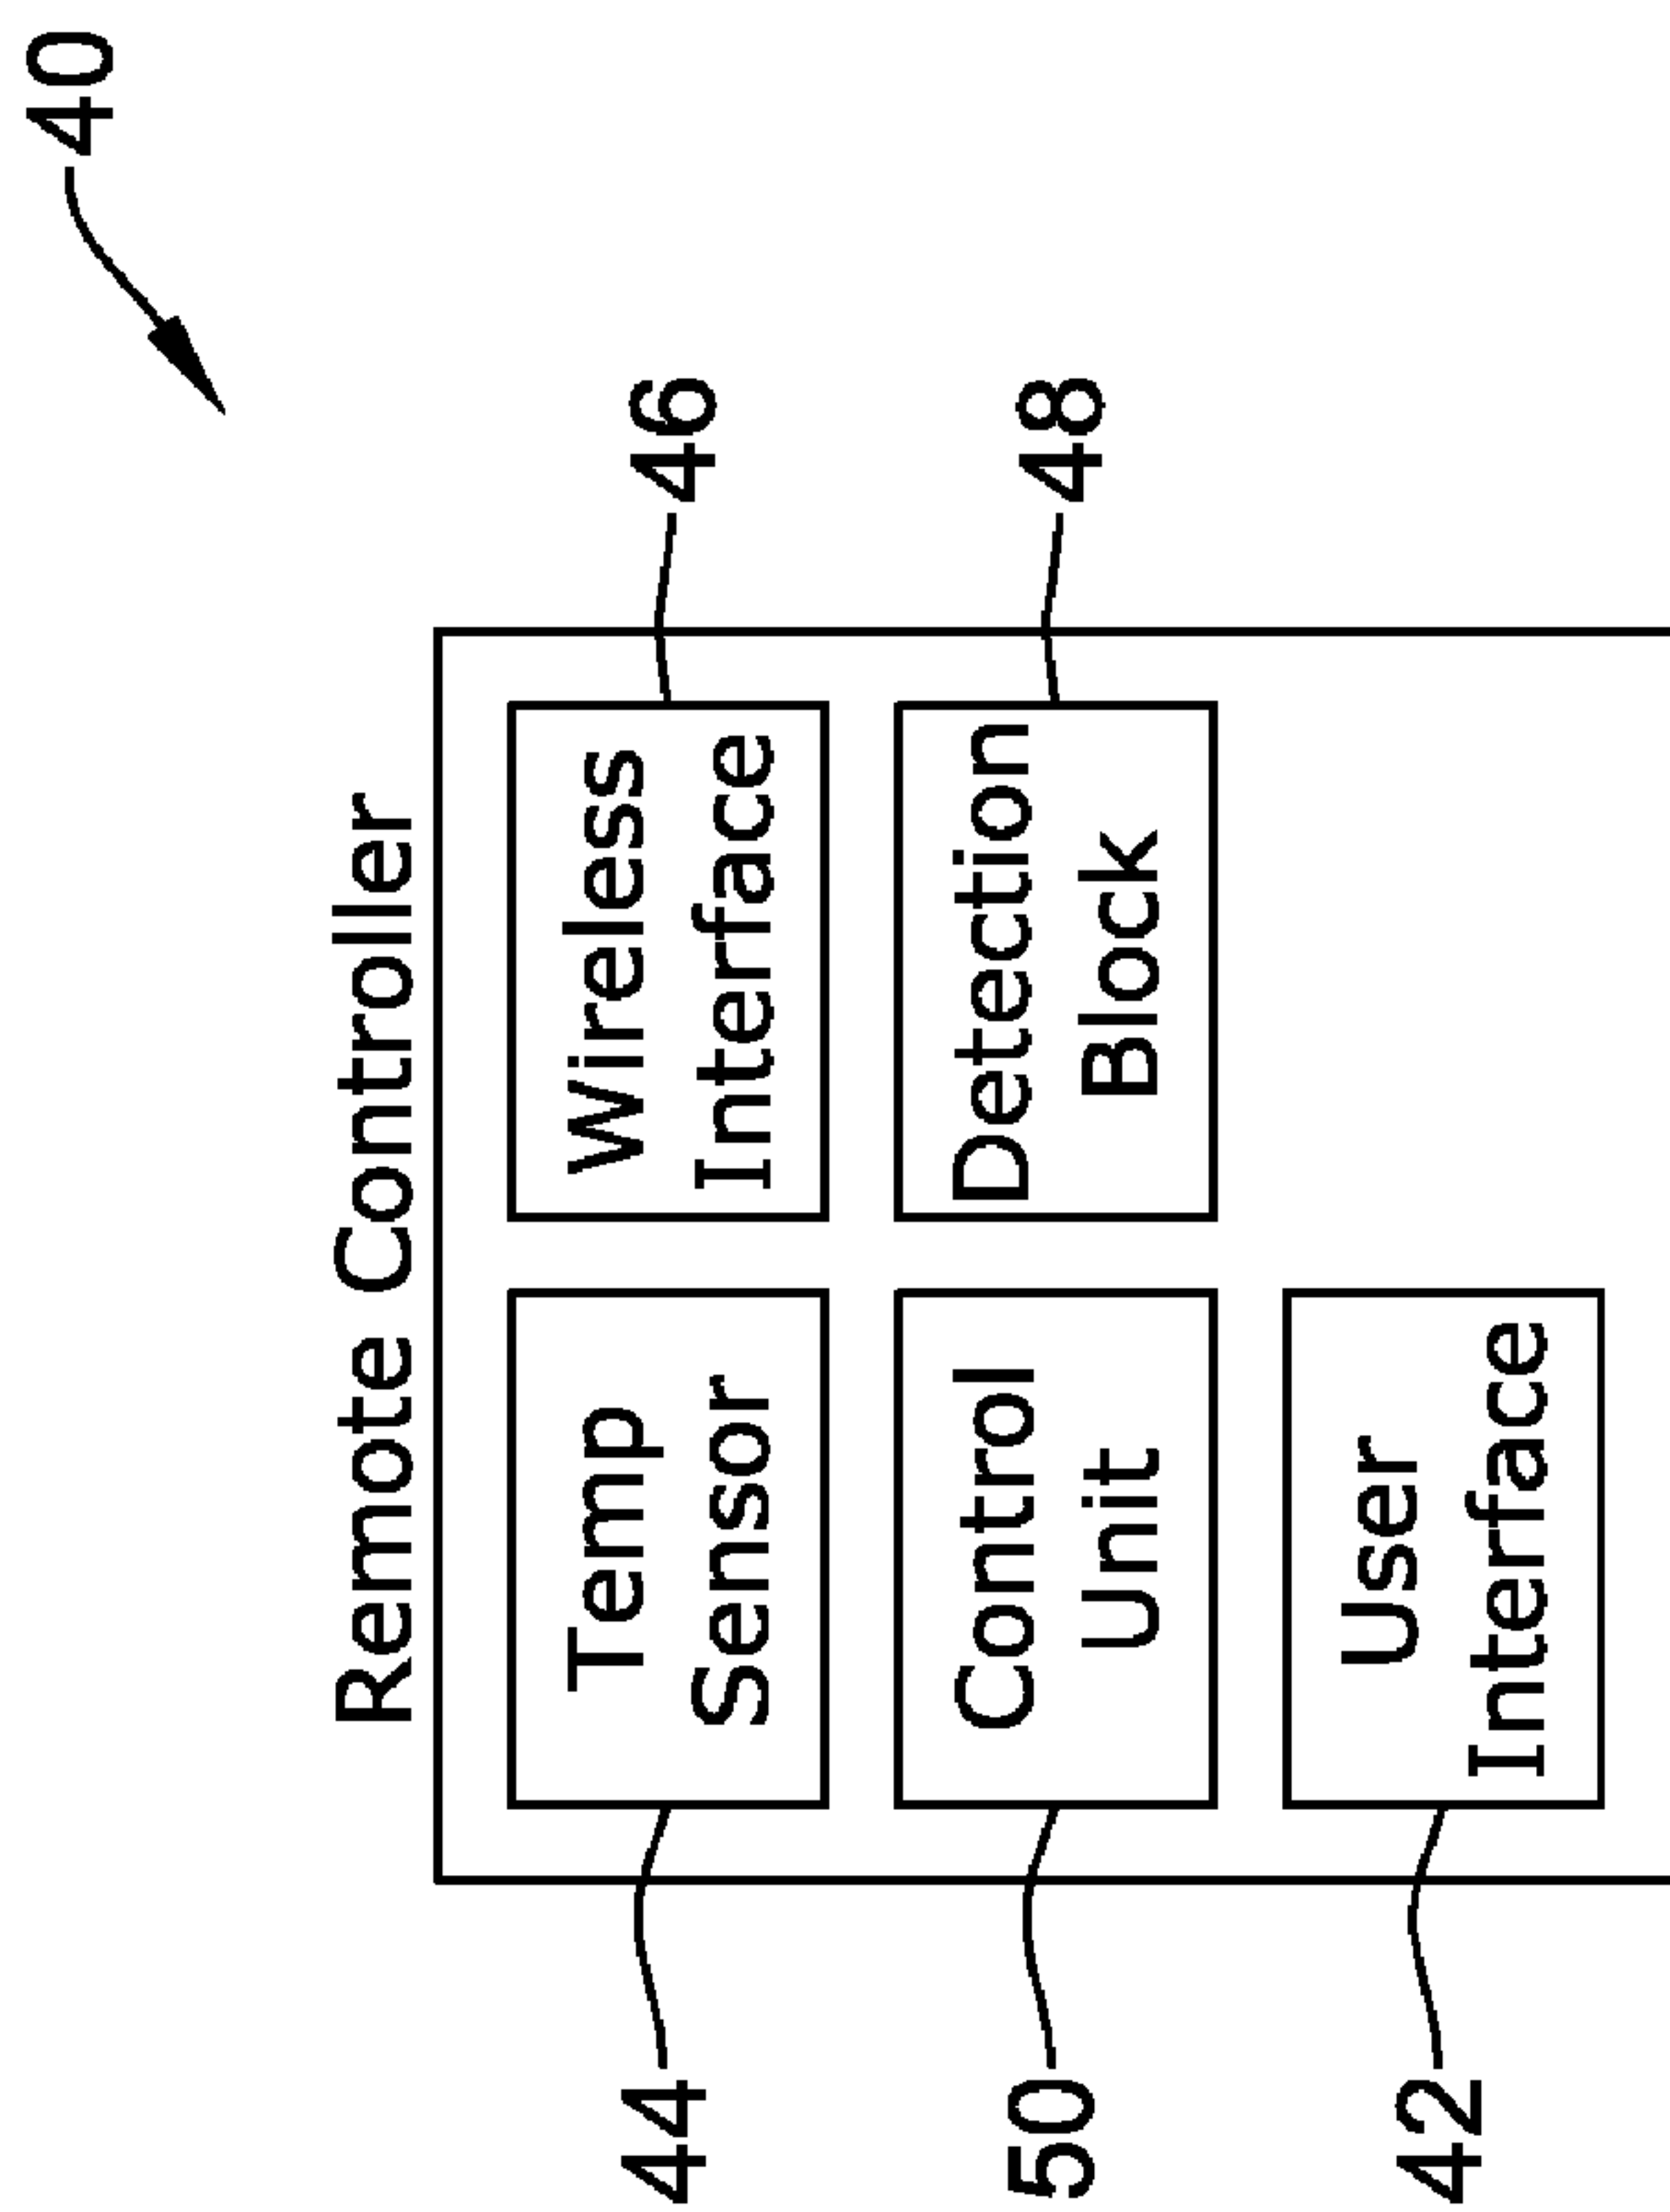 40
Remote Controller
44
Temp
Sensor
Wireless
Interface
46
50
Control
Unit
Detection
Block
48
42
User
Interface